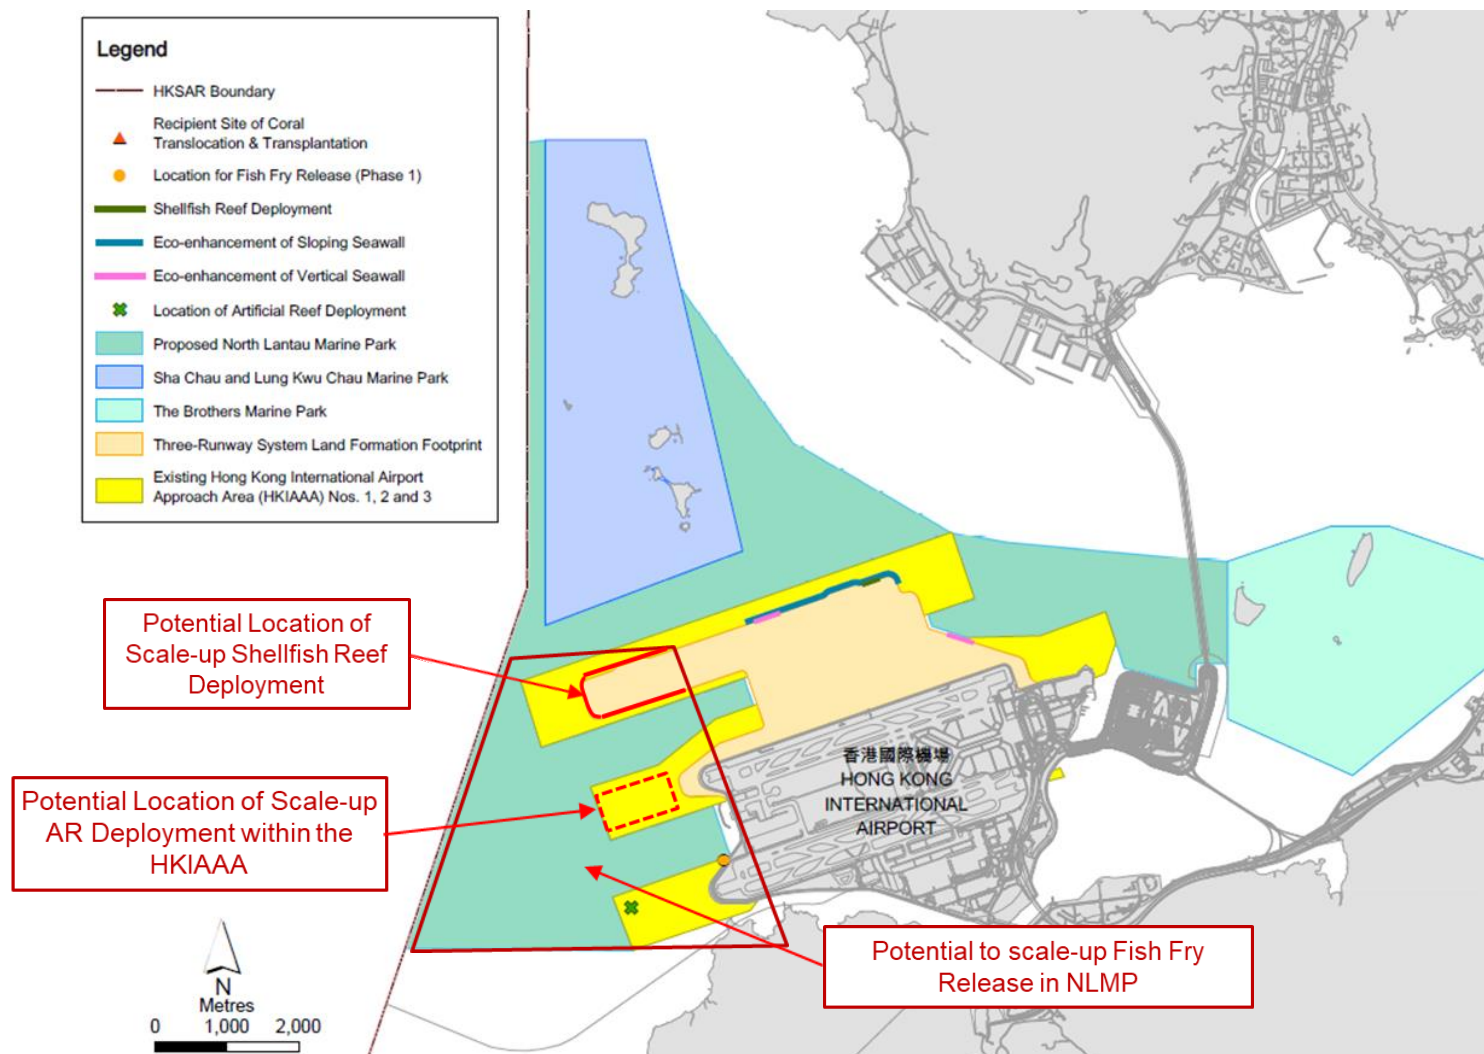 Legend
HKSAR Boundary
Recipient Site of Coral
Translocation & Transplantation
Location for Fish Fry Release (Phase 1)
Shellfish Reef Deployment
Eco-enhancement of Sloping Seawall
Eco-enhancement of Vertical Seawall
Location of Artificial Reef Deployment
Proposed North Lantau Marine Park
Sha Chau and Lung Kwu Chau Marine Park
The Brothers Marine Park
Three-Runway System Land Formation Footprint
Existing Hong Kong International Airport
Approach Area (HKIAAA) Nos. 1, 2 and 3
Potential Location of
Scale-up Shellfish Reef
Deployment
Potential Location of Scale-up
AR Deployment within the
HKIAAA
香港國際機場
HONG KONG
INTERNATIONAL
AIRPORT
Potential to scale-up Fish Fry
Release in NLMP
N
Metres
0 1,000 2,000